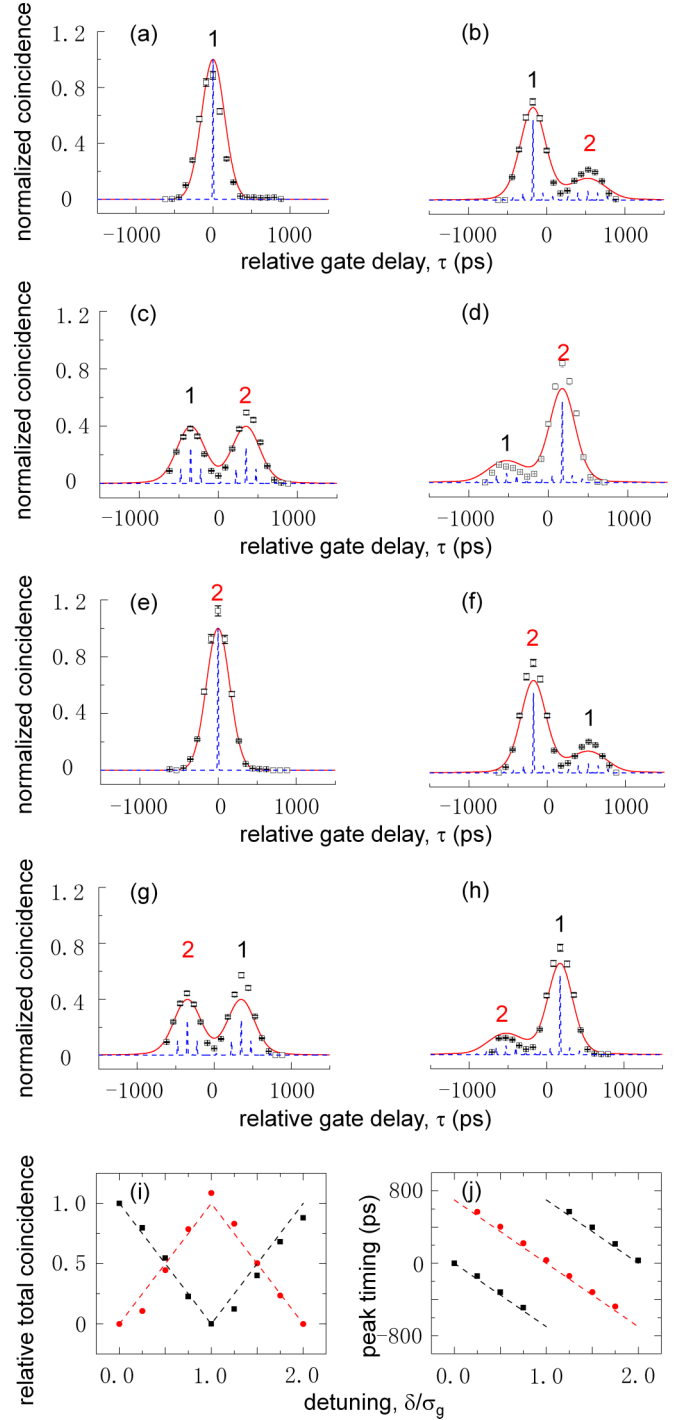 (a) 1 (b)
1.2
0.8
0.4
0
normalized coincidence
1
2
-1000 0 1000 -1000 0 1000
relative gate delay, τ (ps) relative gate delay, τ (ps)
(c) (d)
1.2
0.8
0.4
0
normalized coincidence
1 2
2
1
-1000 0 1000 -1000 0 1000
relative gate delay, τ (ps) relative gate delay, τ (ps)
(e) 2 (f)
1.2
0.8
0.4
0
normalized coincidence
2
1
-1000 0 1000 -1000 0 1000
relative gate delay, τ (ps) relative gate delay, τ (ps)
(g) (h)
1.2
0.8
0.4
0
normalized coincidence
2 1
1
2
-1000 0 1000 -1000 0 1000
relative gate delay, τ (ps) relative gate delay, τ (ps)
(i) (j)
1.0
0.5
0
relative total coincidence
800
0
-800
peak timing (ps)
0.0 1.0 2.0 0.0 1.0 2.0
detuning, δ/σg